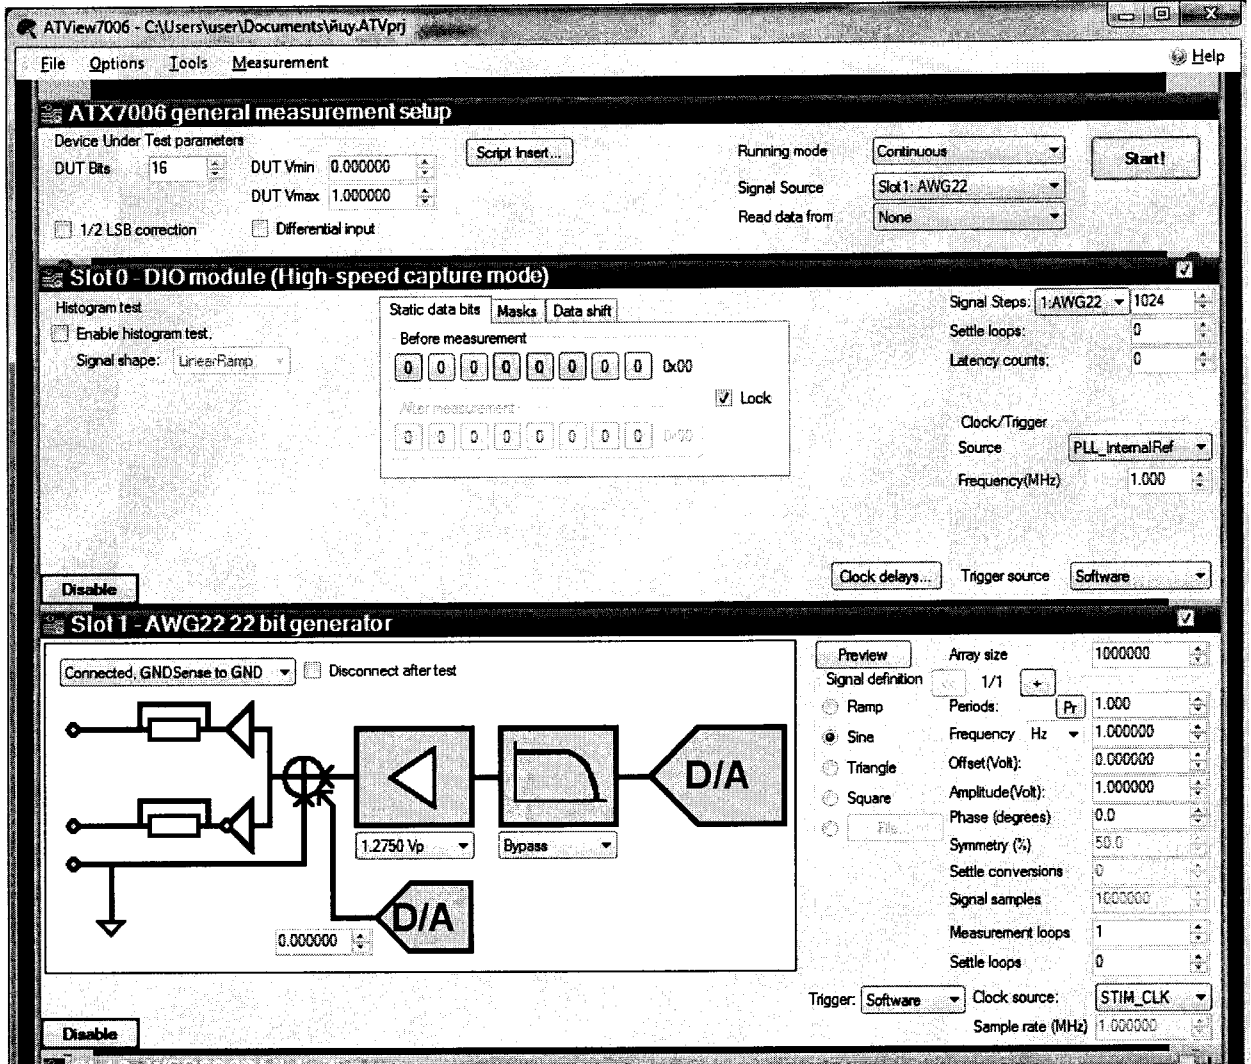 ATView7006 - C:\Users\user\Documents\йцу.ATVprj
File Options Tools Measurement Help
ATX7006 general measurement setup
Device Under Test parameters
DUT Bits 16 DUT Vmin 0.000000 Script Insert... Running mode Continuous Start!
DUT Vmax 1.000000 Signal Source Slot1: AWG22
1/2 LSB correction Differential input Read data from None
Slot 0 - DIO module (High-speed capture mode)
Histogram test Static data bits Masks Data shift Signal Steps: 1:AWG22 1024
Enable histogram test. Before measurement Settle loops: 0
Signal shape: LinearRamp 0 0 0 0 0 0 0 0 0x00 Latency counts: 0
Lock
After measurement
0 0 0 0 0 0 0 0 0x00
Clock/Trigger
Source PLL_InternalRef
Frequency(MHz) 1.000
Disable Clock delays... Trigger source Software
Slot 1 - AWG22 22 bit generator
Connected, GNDSense to GND Disconnect after test Preview Array size 1000000
Signal definition << 1/1 +
Ramp Periods: Pr 1.000
Sine Frequency Hz 1.000000
Triangle Offset(Volt): 0.000000
Square Amplitude(Volt): 1.000000
File... Phase (degrees) 0.0
D/A
1.2750 Vp Bypass Symmetry (%) 50.0
Settle conversions 0
D/A Signal samples 1000000
0.000000 Measurement loops 1
Settle loops 0
Trigger: Software Clock source: STIM_CLK
Disable Sample rate (MHz) 1.000000